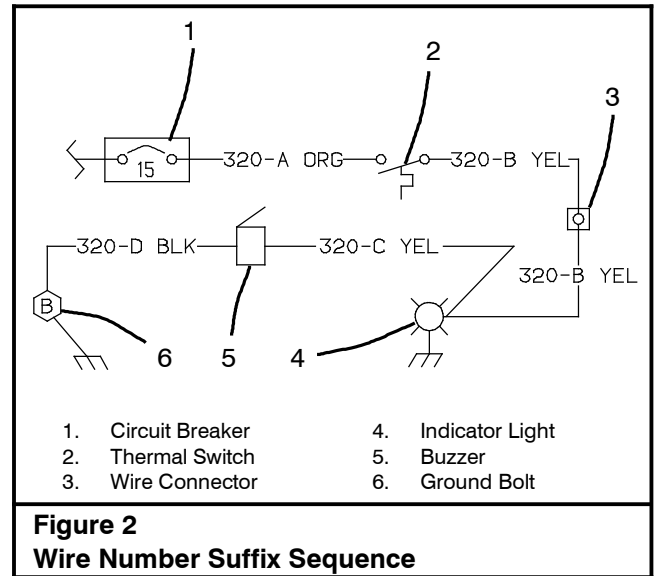 1
2
3
15
320-A ORG
320-B YEL
320-D BLK
320-C YEL
320-B YEL
B
6
5
4
1. Circuit Breaker
2. Thermal Switch
3. Wire Connector
4. Indicator Light
5. Buzzer
6. Ground Bolt
Figure 2
Wire Number Suffix Sequence